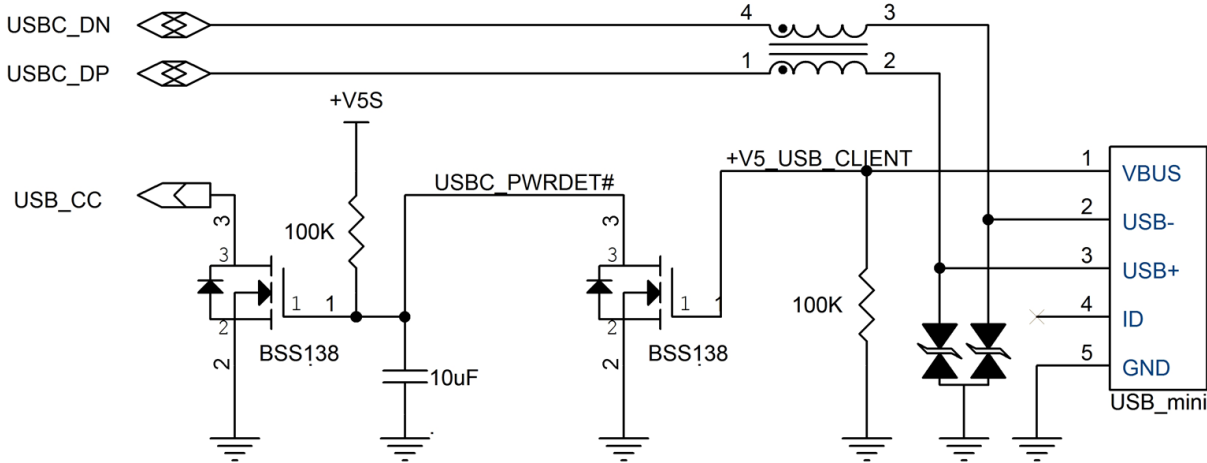 USBC_DN
4
3
USBC_DP
1
2
+V5S
+V5_USB_CLIENT
1
VBUS
USB_CC
USBC_PWRDET#
2
USB-
3
3
100K
3
3
3
USB+
1
1
1
1
100K
4
ID
2
2
BSS138
2
2
BSS138
5
GND
10uF
USB_mini